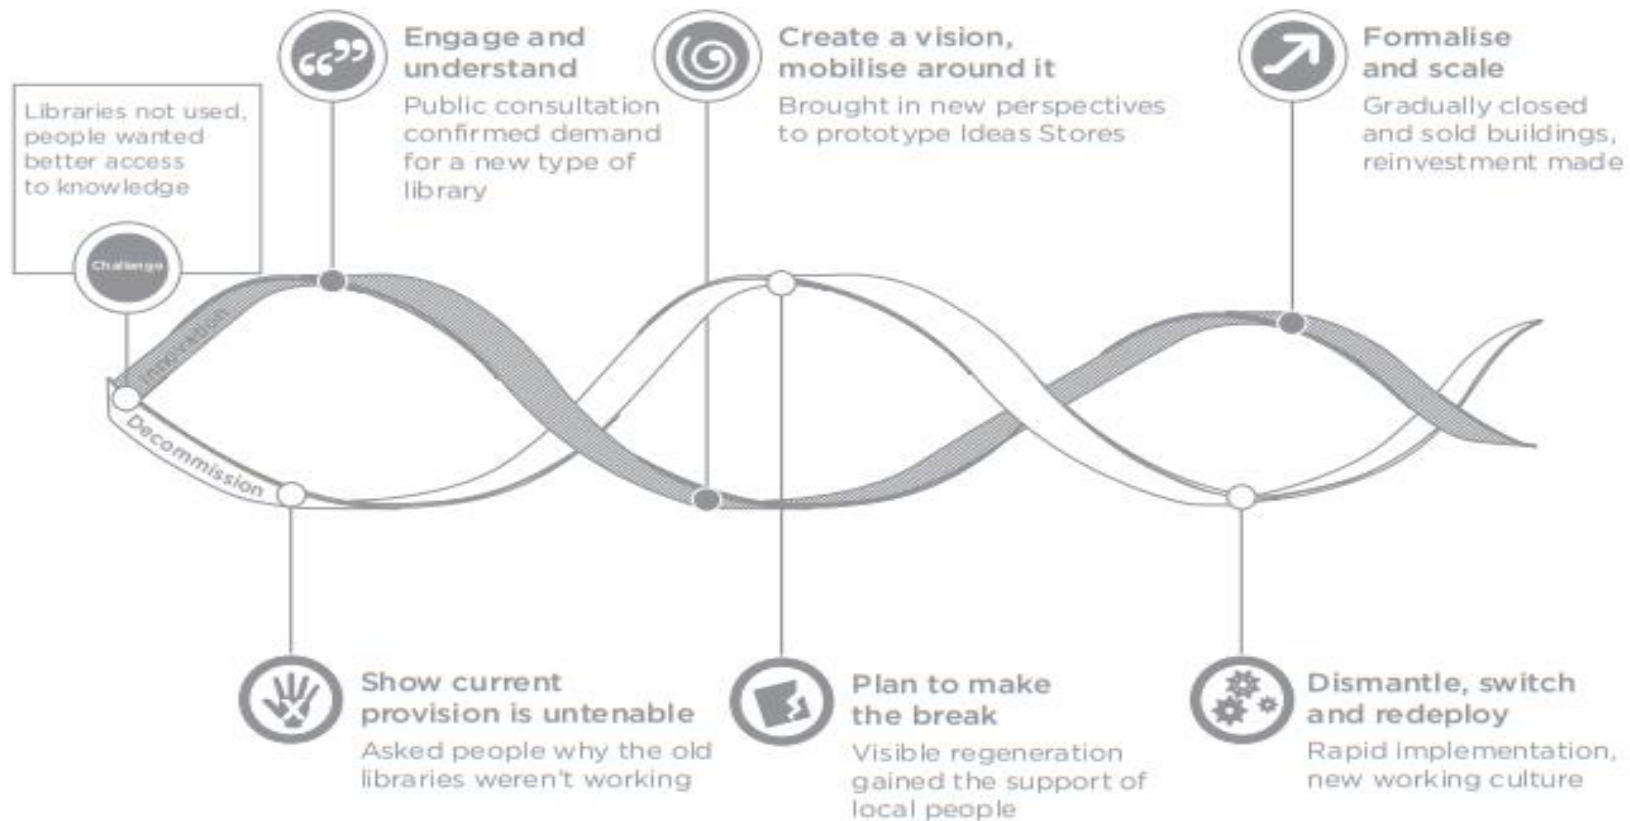 Libraries not used,
people wanted
better access
to knowledge
Challenge
Engage and
understand
Public consultation
confirmed demand
for a new type of
library
Create a vision,
mobilise around it
Brought in new perspectives
to prototype Ideas Stores
Formalise
and scale
Gradually closed
and sold buildings,
reinvestment made
Innovation
Decommission
Show current
provision is untenable
Asked people why the old
libraries weren't working
Plan to make
the break
Visible regeneration
gained the support of
local people
Dismantle, switch
and redeploy
Rapid implementation,
new working culture